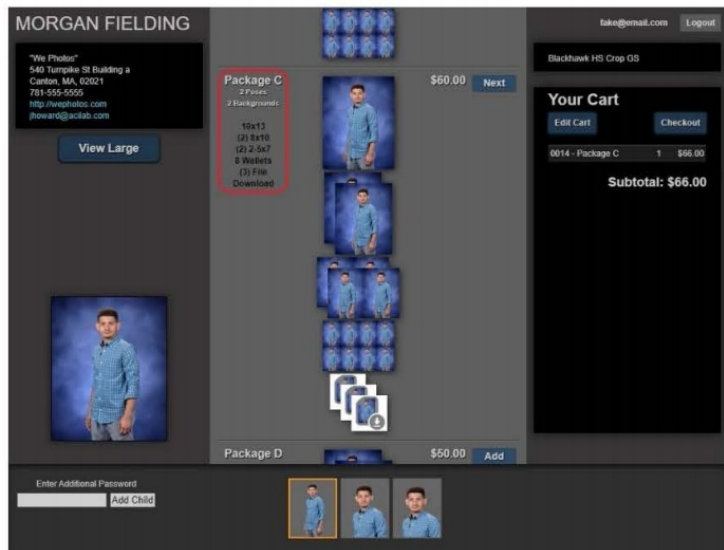 MORGAN FIELDING
"We Photos"
540 Turnpike St Building a
Canton, MA, 02021
781-555-5555
http://wephotos.com
jhoward@acilab.com
View Large
Package C
2 Poses
2 Backgrounds
10x13
(2) 8x10
(2) 2-5x7
8 Wallets
(3) File
Download
$60.00
Next
Package D
$50.00
Add
fake@email.com
Logout
Blackhawk HS Crop GS
Your Cart
Edit Cart
Checkout
0014 - Package C 1 $66.00
Subtotal: $66.00
Enter Additional Password
Add Child